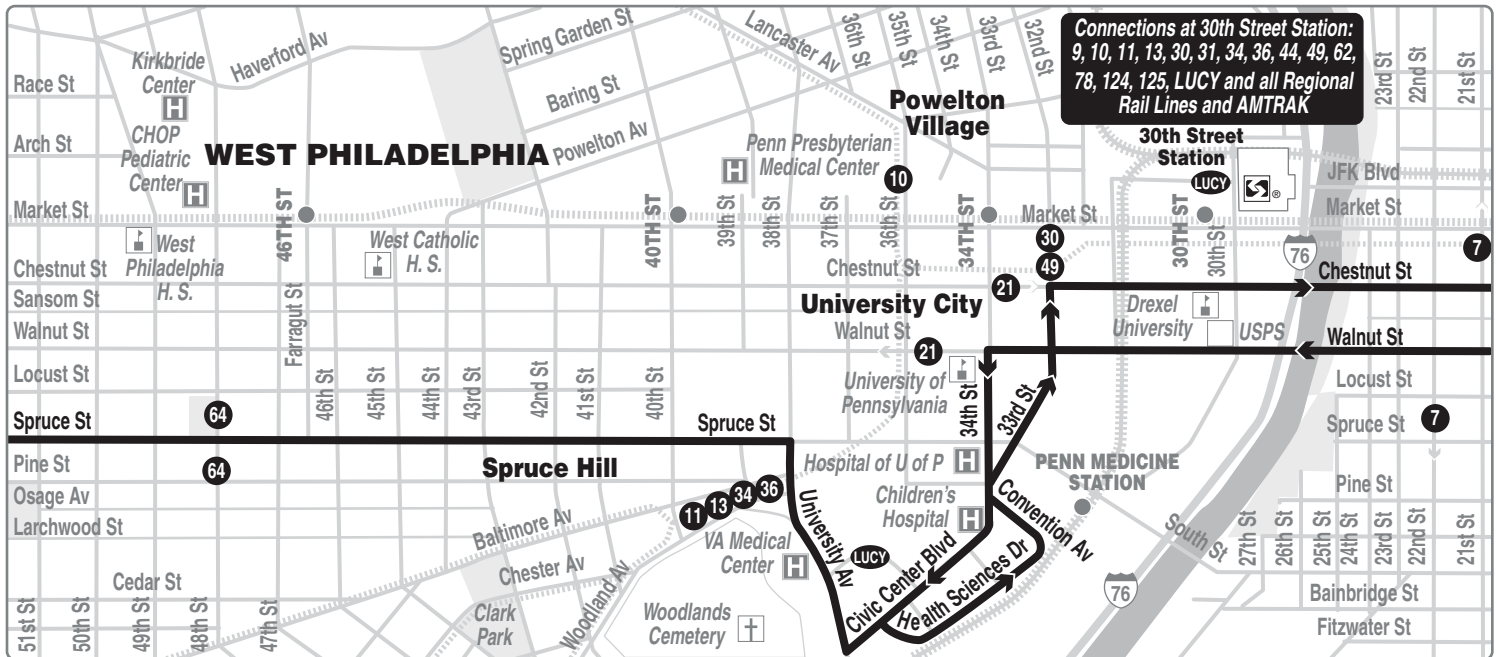 Spring Garden St
Lancaster Av
36th St
35th St
34th St
33rd St
32nd St
Connections at 30th Street Station:
9, 10, 11, 13, 30, 31, 34, 36, 44, 49, 62,
78, 124, 125, LUCY and all Regional
Rail Lines and AMTRAK
23rd St
22nd St
21st St
Haverford Av
Kirkbride
Center
H
Race St
Baring St
Powelton
Village
CHOP
Pediatric
Center
H
Arch St
WEST PHILADELPHIA
Powelton Av
Penn Presbyterian
Medical Center
H
10
30th Street
Station
LUCY
S
®
JFK Blvd
Market St
46TH ST
40TH ST
39th St
38th St
37th St
36th St
34TH ST
Market St
30TH ST
30th St
Market St
30
49
7
West
Philadelphia
H. S.
West Catholic
H. S.
76
Chestnut St
Chestnut St
Chestnut St
21
Sansom St
University City
Drexel
University
USPS
Farragut St
Walnut St
Walnut St
21
Walnut St
Locust St
University of
Pennsylvania
Locust St
46th St
45th St
44th St
43rd St
42nd St
41st St
40th St
34th St
33rd St
64
Spruce St
Spruce St
Spruce St
7
Pine St
64
Spruce Hill
Hospital of U of P
H
PENN MEDICINE
STATION
Pine St
Osage Av
Larchwood St
11
13
34
36
University Av
Children's
Hospital
H
Convention Av
South St
27th St
26th St
25th St
24th St
23rd St
22nd St
21st St
Baltimore Av
VA Medical
Center
H
LUCY
Civic Center Blvd
Health Sciences Dr
Chester Av
Cedar St
76
Bainbridge St
Clark
Park
Woodland Av
Woodlands
Cemetery
Fitzwater St
51st St
50th St
49th St
48th St
47th St